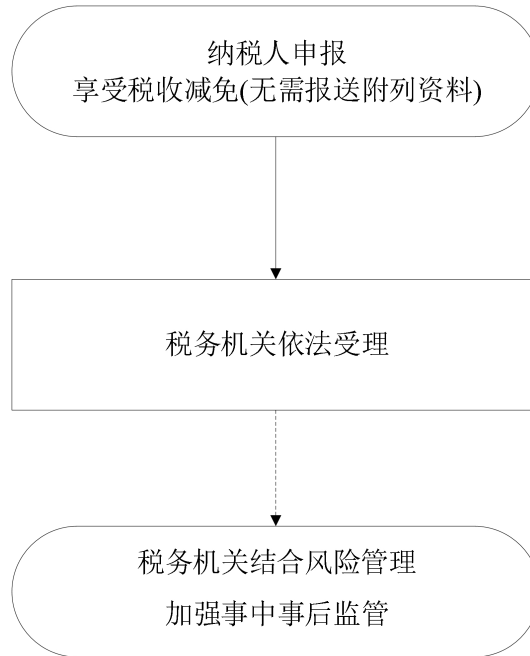 纳税人申报
享受税收减免(无需报送附列资料)
税务机关依法受理
税务机关结合风险管理
加强事中事后监管